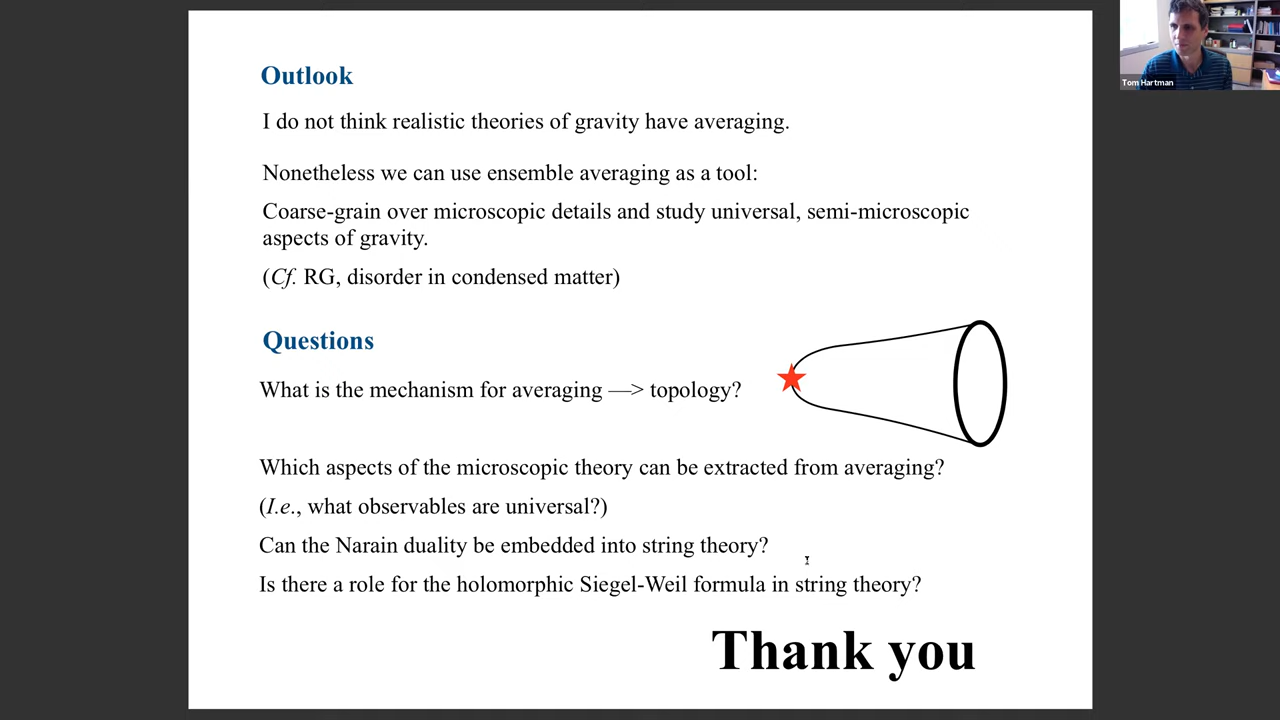 Tom Hartman
Outlook
I do not think realistic theories of gravity have averaging.
Nonetheless we can use ensemble averaging as a tool:
Coarse-grain over microscopic details and study universal, semi-microscopic
aspects of gravity.
(Cf. RG, disorder in condensed matter)
Questions
What is the mechanism for averaging —> topology?
Which aspects of the microscopic theory can be extracted from averaging?
(I.e., what observables are universal?)
Can the Narain duality be embedded into string theory?
Is there a role for the holomorphic Siegel-Weil formula in string theory?
Thank you